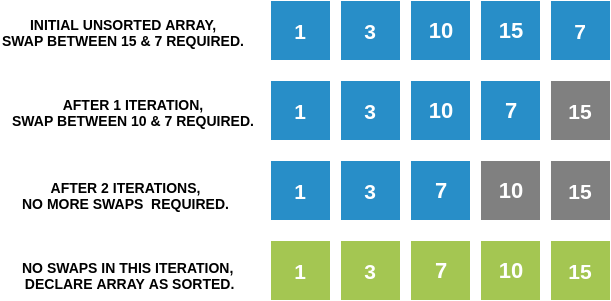 INITIAL UNSORTED ARRAY,
SWAP BETWEEN 15 & 7 REQUIRED.
1 3 10 15 7
AFTER 1 ITERATION,
SWAP BETWEEN 10 & 7 REQUIRED.
1 3 10 7 15
AFTER 2 ITERATIONS,
NO MORE SWAPS  REQUIRED.
1 3 7 10 15
NO SWAPS IN THIS ITERATION,
DECLARE ARRAY AS SORTED.
1 3 7 10 15